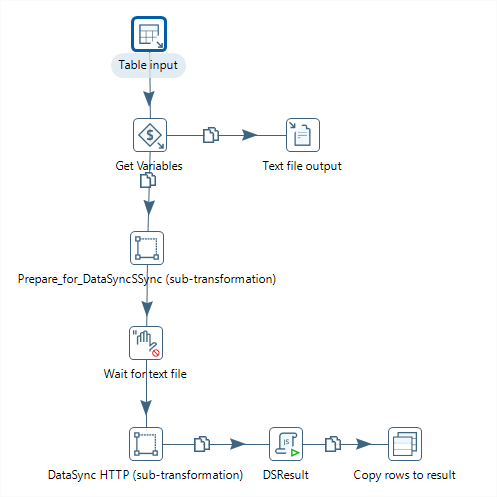 Table input
Get Variables
Text file output
Prepare_for_DataSyncSSync (sub-transformation)
Wait for text file
DataSync HTTP (sub-transformation)
JS
DSResult
Copy rows to result